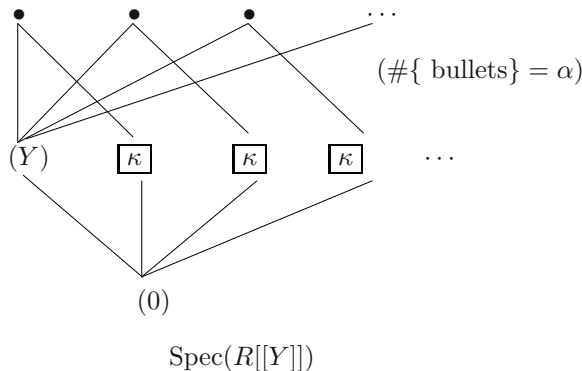 • • • ···
(#{ bullets} = α)
(Y) κ κ κ ···
(0)
Spec(R[[Y]])